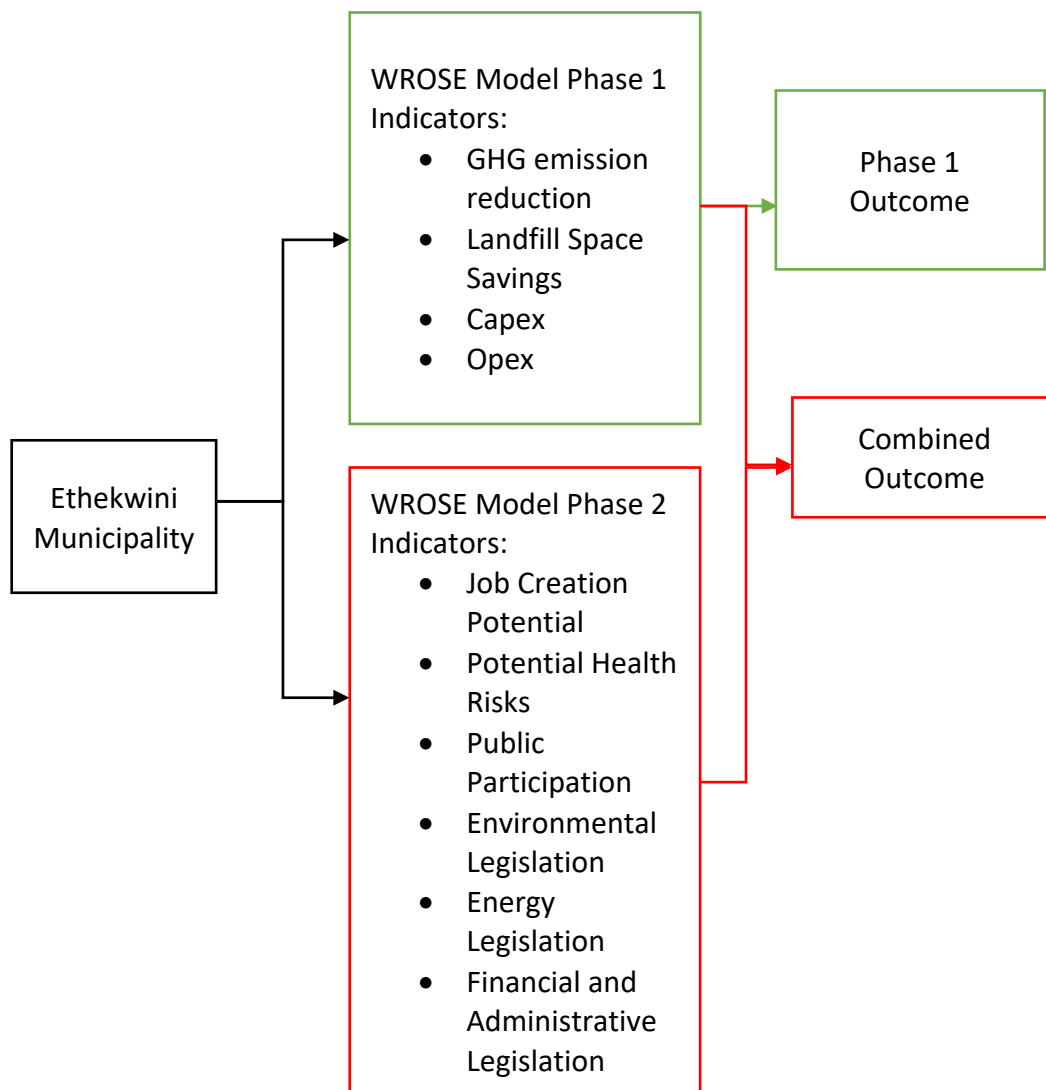 WROSE Model Phase 1
Indicators:
• GHG emission
reduction
• Landfill Space
Savings
• Capex
• Opex
Phase 1
Outcome
Combined
Outcome
Ethekwini
Municipality
WROSE Model Phase 2
Indicators:
• Job Creation
Potential
• Potential Health
Risks
• Public
Participation
• Environmental
Legislation
• Energy
Legislation
• Financial and
Administrative
Legislation